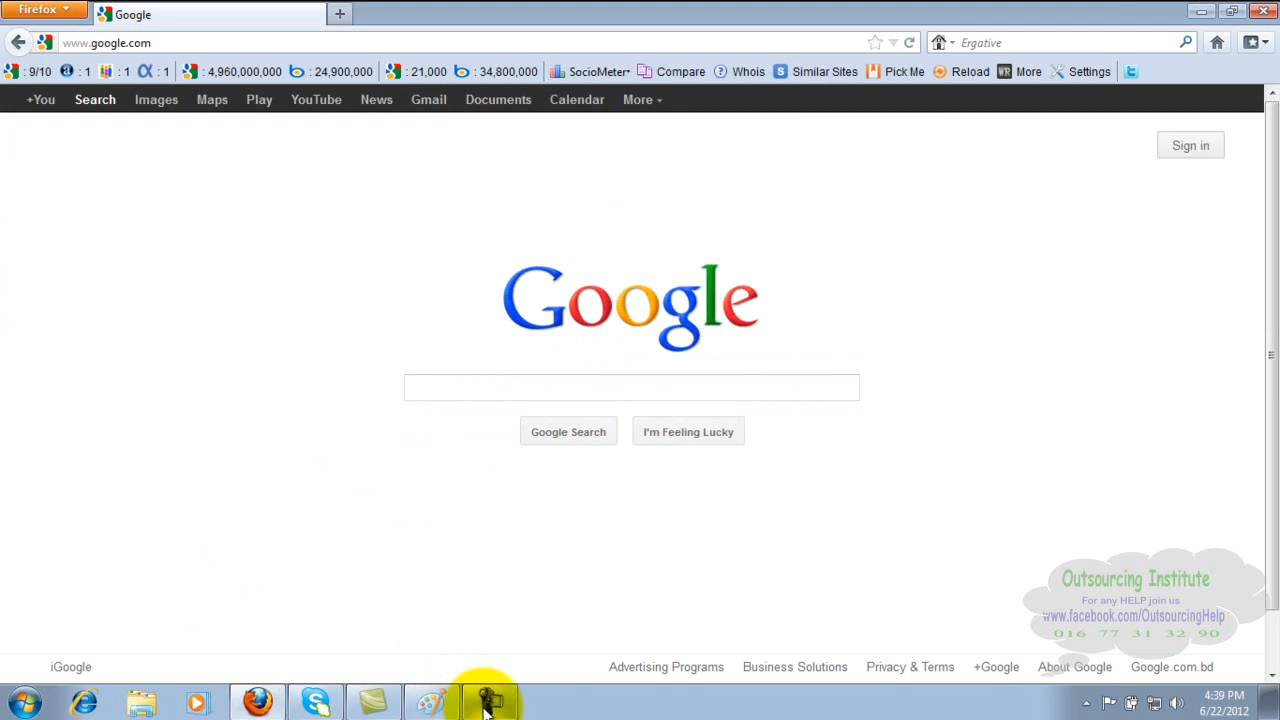 Firefox
Google
www.google.com
Ergative
: 9/10 : 1 : 1 : 1 : 4,960,000,000 : 24,900,000 : 21,000 : 34,800,000 SocioMeter Compare Whois Similar Sites Pick Me Reload More Settings
+You Search Images Maps Play YouTube News Gmail Documents Calendar More
Sign in
Google
Google Search I'm Feeling Lucky
Outsourcing Institute
For any HELP join us
www.facebook.com/OutsourcingHelp
016 77 31 32 90
iGoogle Advertising Programs Business Solutions Privacy & Terms +Google About Google Google.com.bd
4:39 PM
6/22/2012